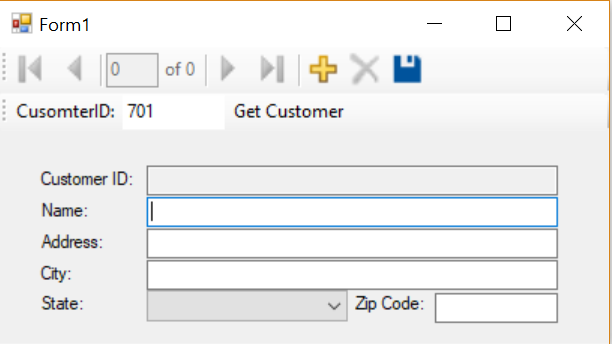 Form1
0 of 0
CusomterID: 701 Get Customer
Customer ID:
Name:
Address:
City:
State: Zip Code: